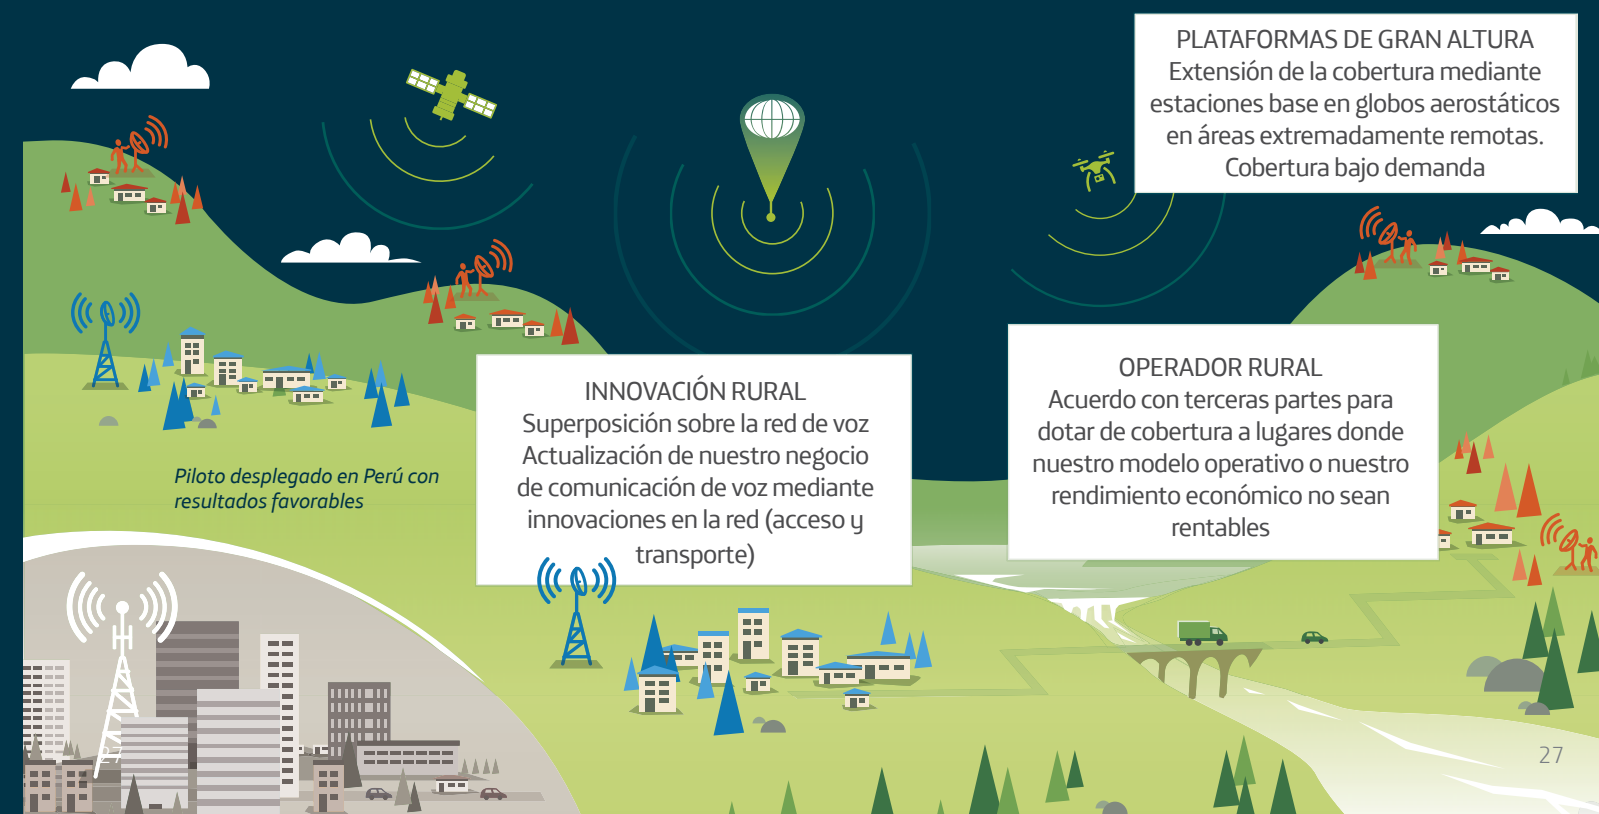 PLATAFORMAS DE GRAN ALTURA
Extensión de la cobertura mediante
estaciones base en globos aerostáticos
en áreas extremadamente remotas.
Cobertura bajo demanda
INNOVACIÓN RURAL
Superposición sobre la red de voz
Actualización de nuestro negocio
de comunicación de voz mediante
innovaciones en la red (acceso y
transporte)
OPERADOR RURAL
Acuerdo con terceras partes para
dotar de cobertura a lugares donde
nuestro modelo operativo o nuestro
rendimiento económico no sean
rentables
Piloto desplegado en Perú con
resultados favorables
27
27